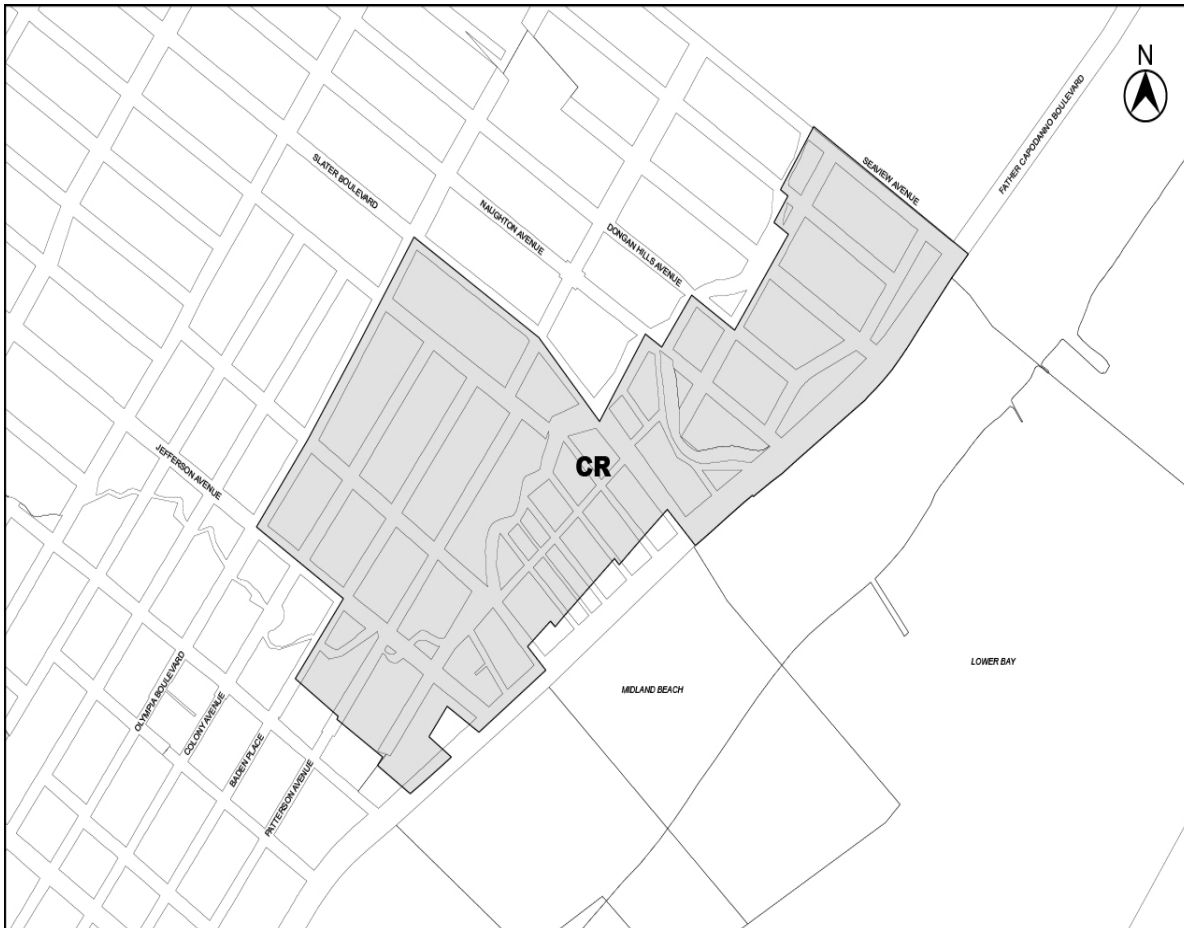 N
FATHER CAPODANNO BOULEVARD
SEAVIEW AVENUE
SLATER BOULEVARD
NAUGHTON AVENUE
DONGAN HILLS AVENUE
JEFFERSON AVENUE
CR
OLYMPIA BOULEVARD
COLONY AVENUE
BADEN PLACE
PATTERSON AVENUE
MIDLAND BEACH
LOWER BAY